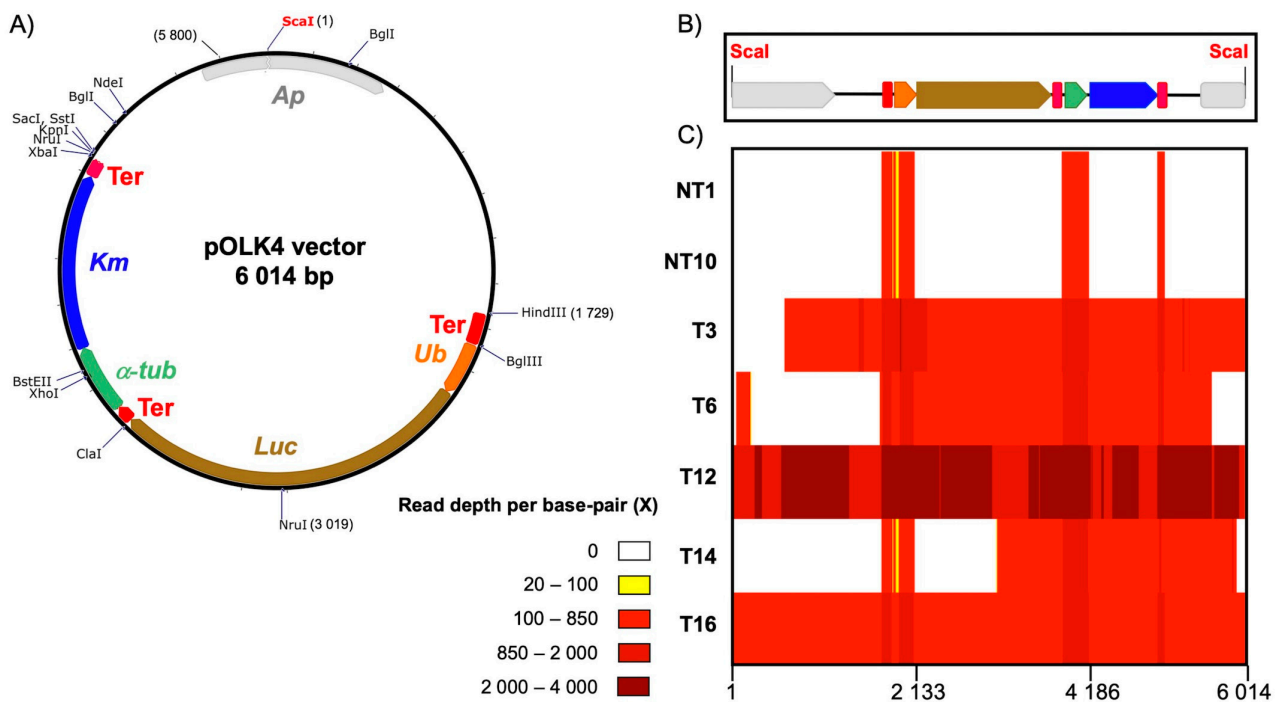 A)
ScaI (1)
(5 800)
BglI
Ap
NdeI
BglI
SacI, SstI
KpnI
NruI
XbaI
Ter
Km
pOLK4 vector
6 014 bp
HindIII (1 729)
Ter
Ub
BglIII
α-tub
BstEII
XhoI
Ter
ClaI
Luc
NruI (3 019)
Read depth per base-pair (X)
0
20 – 100
100 – 850
850 – 2 000
2 000 – 4 000
B)
ScaI
ScaI
C)
NT1
NT10
T3
T6
T12
T14
T16
1
2 133
4 186
6 014